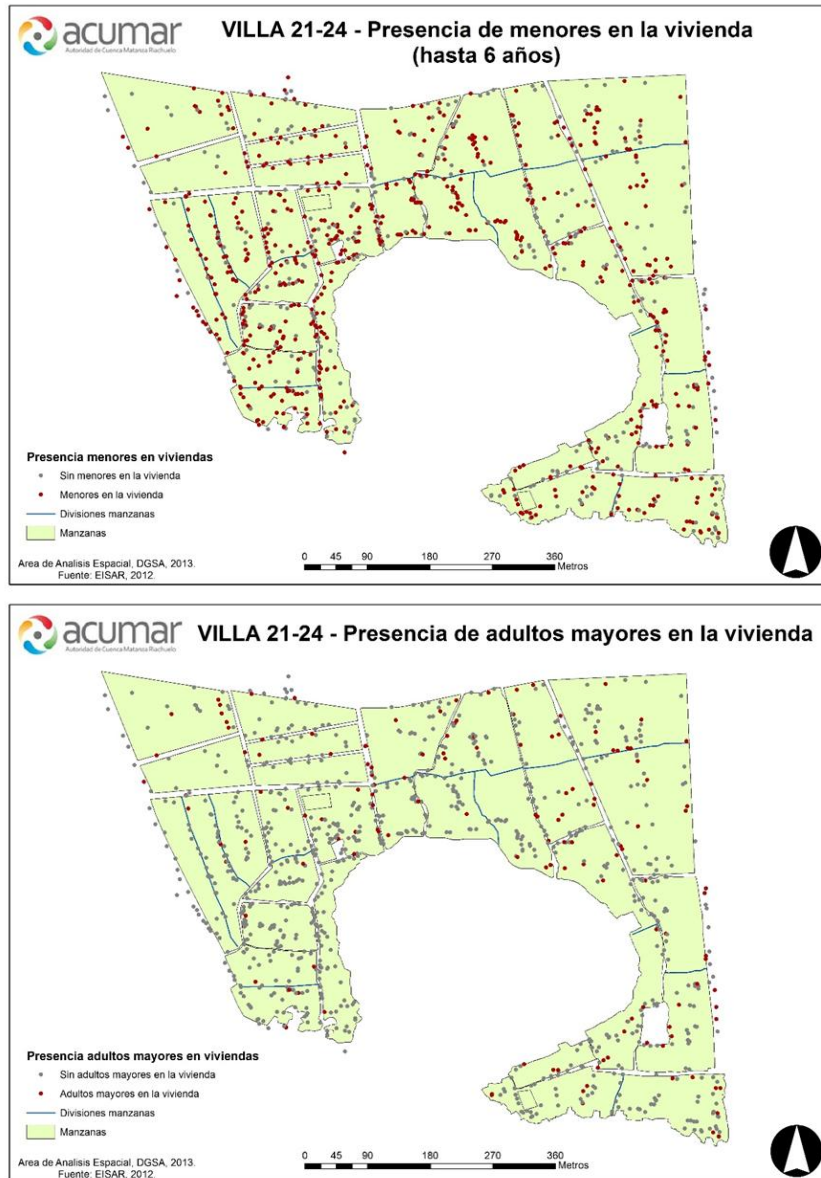 acumar
Autoridad de Cuenca Matanza Riachuelo
VILLA 21-24 - Presencia de menores en la vivienda
(hasta 6 años)
Presencia menores en viviendas
Sin menores en la vivienda
Menores en la vivienda
Divisiones manzanas
Manzanas
Area de Analisis Espacial, DGSA, 2013.
Fuente: EISAR, 2012.
0 45 90 180 270 360
Metros
acumar
Autoridad de Cuenca Matanza Riachuelo
VILLA 21-24 - Presencia de adultos mayores en la vivienda
Presencia adultos mayores en viviendas
Sin adultos mayores en la vivienda
Adultos mayores en la vivienda
Divisiones manzanas
Manzanas
Area de Analisis Espacial, DGSA, 2013.
Fuente: EISAR, 2012.
0 45 90 180 270 360
Metros